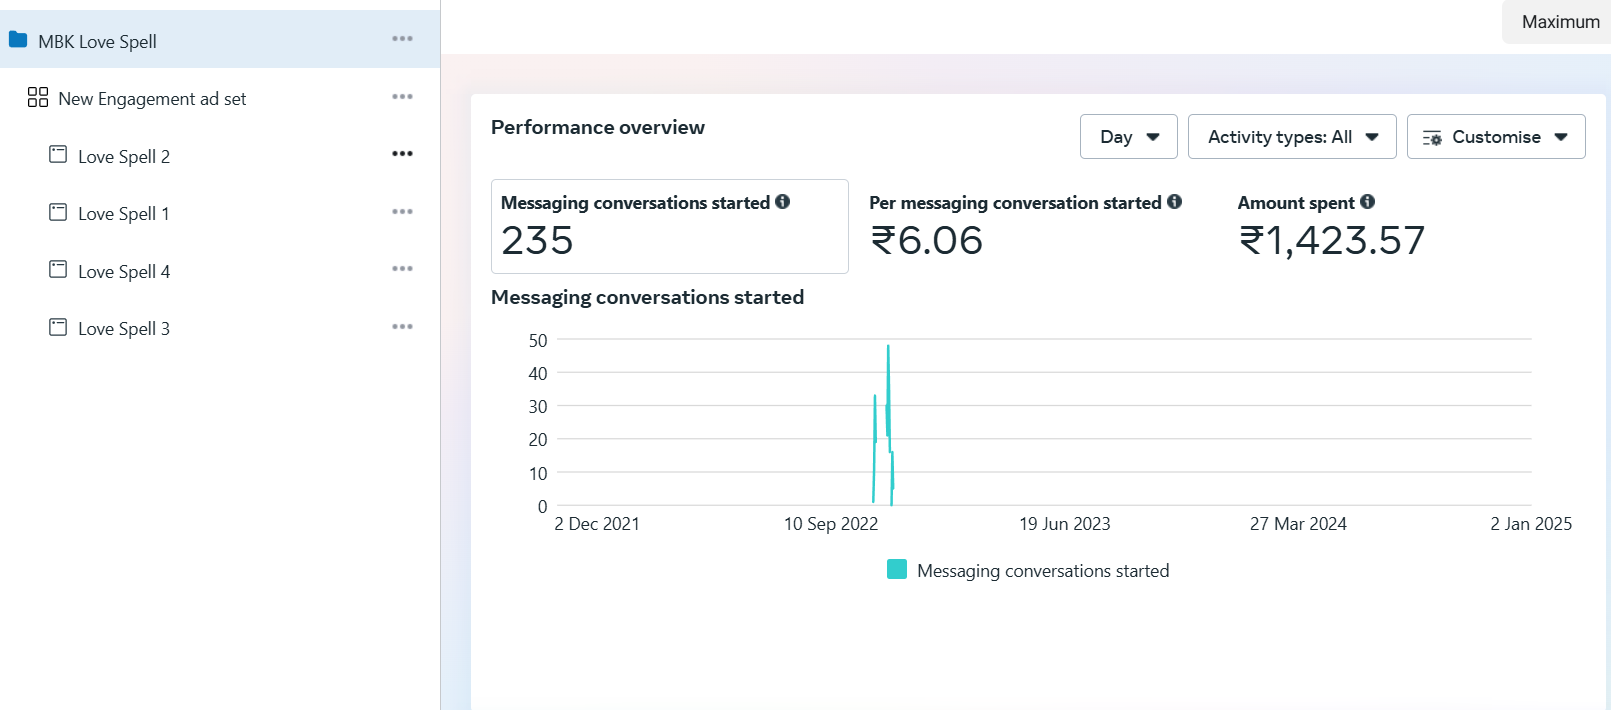 MBK Love Spell
New Engagement ad set
Love Spell 2
Love Spell 1
Love Spell 4
Love Spell 3
Maximum
Performance overview
Day
Activity types: All
Customise
Messaging conversations started
235
Per messaging conversation started
₹6.06
Amount spent
₹1,423.57
Messaging conversations started
50
40
30
20
10
0
2 Dec 2021 10 Sep 2022 19 Jun 2023 27 Mar 2024 2 Jan 2025
Messaging conversations started